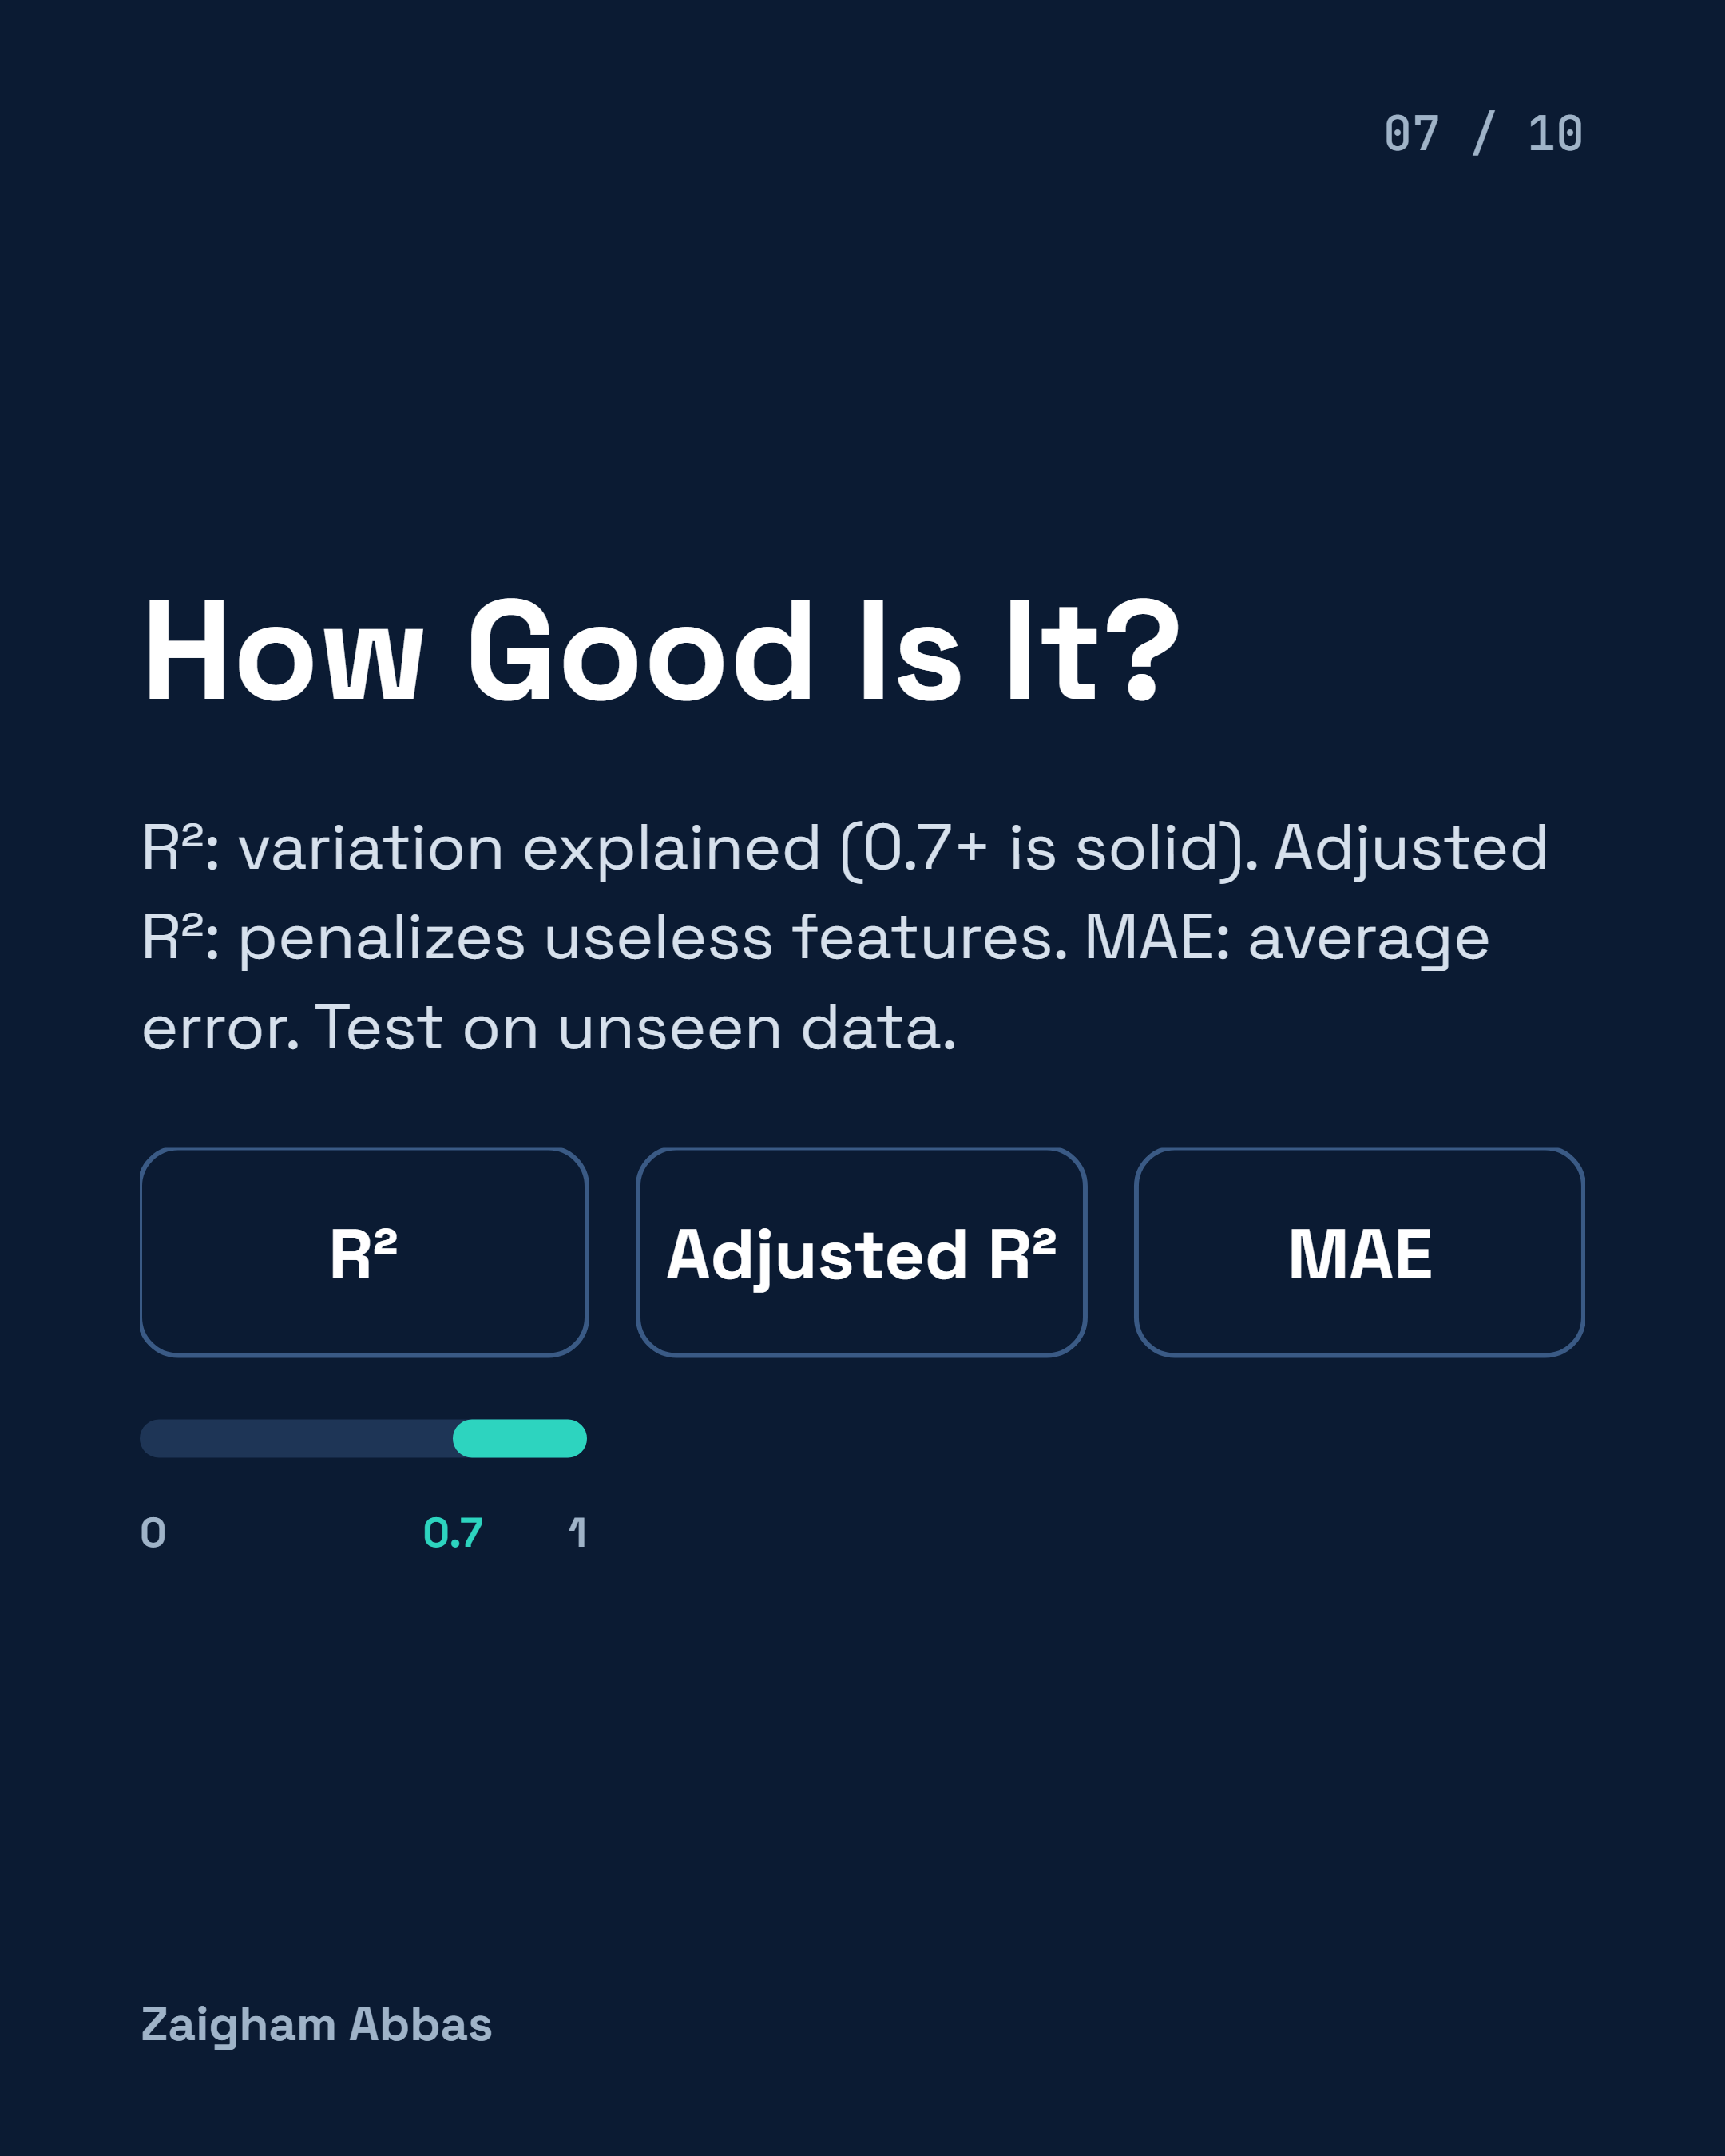 07 / 10
How Good Is It?
R²: variation explained (0.7+ is solid). Adjusted
R²: penalizes useless features. MAE: average
error. Test on unseen data.
R²
Adjusted R²
MAE
0 0.7 1
Zaigham Abbas